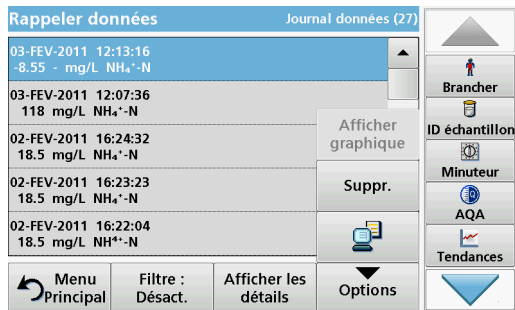 Rappeler données
Journal données (27)
03-FEV-2011 12:13:16
-8.55 - mg/L NH₄⁺-N
03-FEV-2011 12:07:36
118 mg/L NH₄⁺-N
02-FEV-2011 16:24:32
18.5 mg/L NH₄⁺-N
02-FEV-2011 16:23:23
18.5 mg/L NH₄⁺-N
02-FEV-2011 16:22:04
18.5 mg/L NH⁴⁺-N
Afficher
graphique
Suppr.
Menu
Principal
Filtre :
Désact.
Afficher les
détails
Options
Brancher
ID échantillon
Minuteur
AQA
Tendances